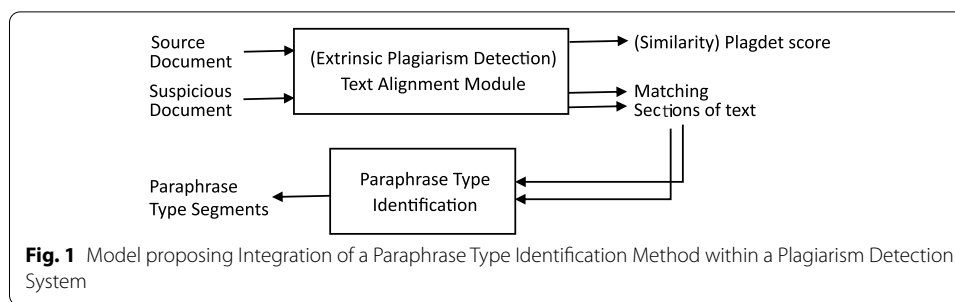 Source
Document
(Extrinsic Plagiarism Detection)
Text Alignment Module
(Similarity) Plagdet score
Suspicious
Document
Matching
Sections of text
Paraphrase Type
Identification
Paraphrase
Type Segments
Fig. 1 Model proposing Integration of a Paraphrase Type Identification Method within a Plagiarism Detection
System